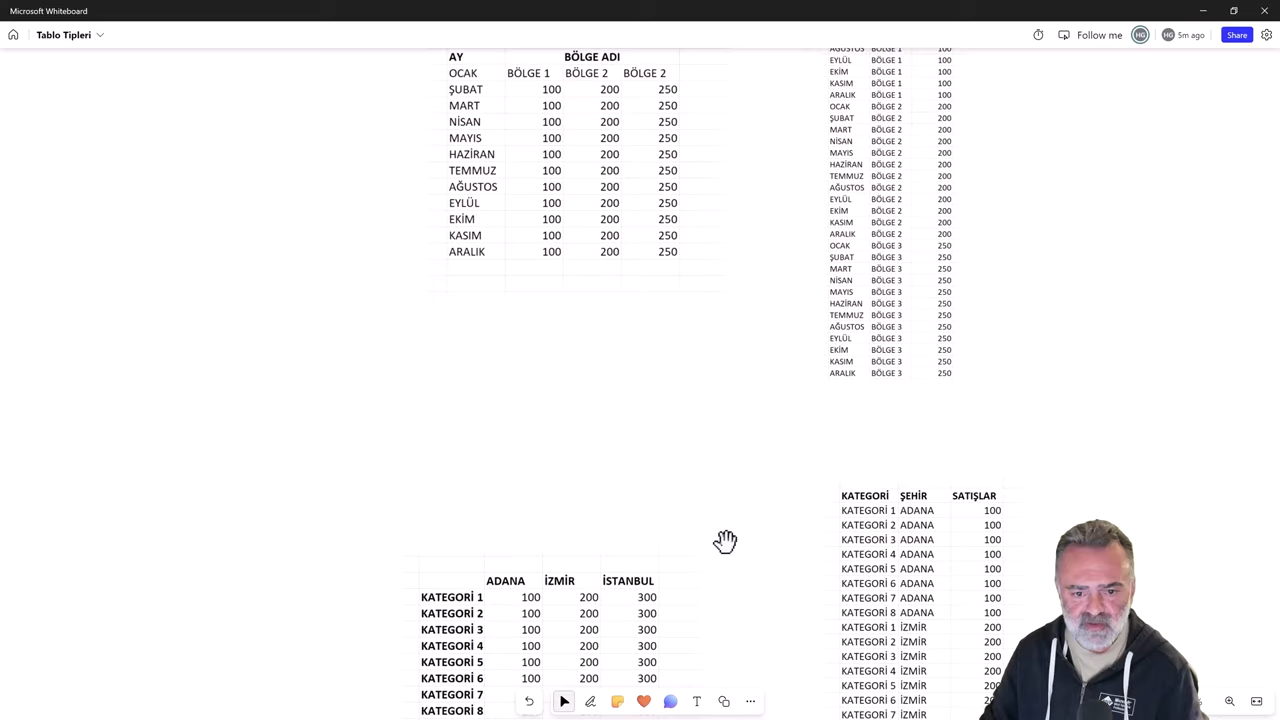 Microsoft Whiteboard
Tablo Tipleri
Follow me
HG
HG
5m ago
Share
AY BÖLGE ADI
OCAK BÖLGE 1 BÖLGE 2 BÖLGE 2
ŞUBAT 100 200 250
MART 100 200 250
NİSAN 100 200 250
MAYIS 100 200 250
HAZİRAN 100 200 250
TEMMUZ 100 200 250
AĞUSTOS 100 200 250
EYLÜL 100 200 250
EKİM 100 200 250
KASIM 100 200 250
ARALIK 100 200 250
AĞUSTOS BÖLGE 1 100
EYLÜL BÖLGE 1 100
EKİM BÖLGE 1 100
KASIM BÖLGE 1 100
ARALIK BÖLGE 1 100
OCAK BÖLGE 2 200
ŞUBAT BÖLGE 2 200
MART BÖLGE 2 200
NİSAN BÖLGE 2 200
MAYIS BÖLGE 2 200
HAZİRAN BÖLGE 2 200
TEMMUZ BÖLGE 2 200
AĞUSTOS BÖLGE 2 200
EYLÜL BÖLGE 2 200
EKİM BÖLGE 2 200
KASIM BÖLGE 2 200
ARALIK BÖLGE 2 200
OCAK BÖLGE 3 250
ŞUBAT BÖLGE 3 250
MART BÖLGE 3 250
NİSAN BÖLGE 3 250
MAYIS BÖLGE 3 250
HAZİRAN BÖLGE 3 250
TEMMUZ BÖLGE 3 250
AĞUSTOS BÖLGE 3 250
EYLÜL BÖLGE 3 250
EKİM BÖLGE 3 250
KASIM BÖLGE 3 250
ARALIK BÖLGE 3 250
ADANA İZMİR İSTANBUL
KATEGORİ 1 100 200 300
KATEGORİ 2 100 200 300
KATEGORİ 3 100 200 300
KATEGORİ 4 100 200 300
KATEGORİ 5 100 200 300
KATEGORİ 6 100 200 300
KATEGORİ 7
KATEGORİ 8
KATEGORİ ŞEHİR SATIŞLAR
KATEGORİ 1 ADANA 100
KATEGORİ 2 ADANA 100
KATEGORİ 3 ADANA 100
KATEGORİ 4 ADANA 100
KATEGORİ 5 ADANA 100
KATEGORİ 6 ADANA 100
KATEGORİ 7 ADANA 100
KATEGORİ 8 ADANA 100
KATEGORİ 1 İZMİR 200
KATEGORİ 2 İZMİR 200
KATEGORİ 3 İZMİR 200
KATEGORİ 4 İZMİR 200
KATEGORİ 5 İZMİR 200
KATEGORİ 6 İZMİR
KATEGORİ 7 İZMİR